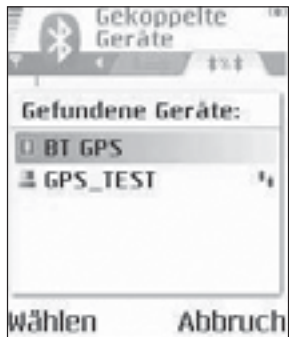 Gekoppelte
Geräte
Gefundene Geräte:
BT GPS
GPS_TEST
Wählen Abbruch